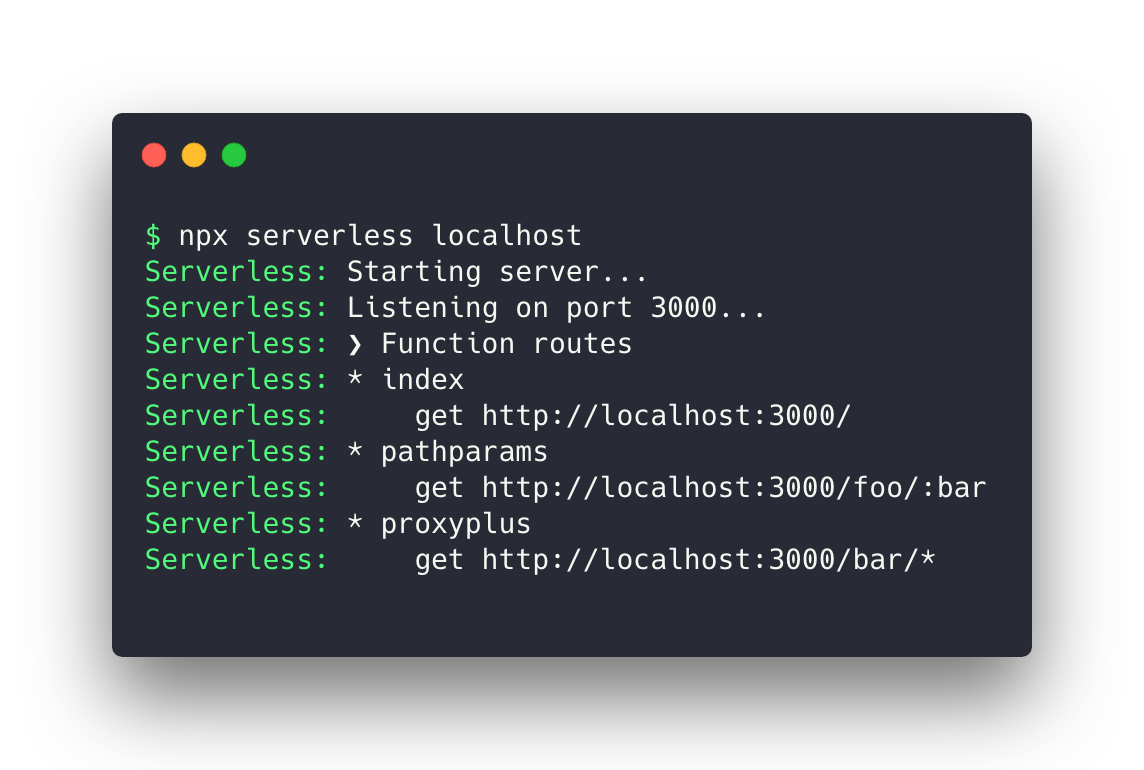 $ npx serverless localhost
Serverless: Starting server...
Serverless: Listening on port 3000...
Serverless: ❯ Function routes
Serverless: * index
Serverless:     get http://localhost:3000/
Serverless: * pathparams
Serverless:     get http://localhost:3000/foo/:bar
Serverless: * proxyplus
Serverless:     get http://localhost:3000/bar/*